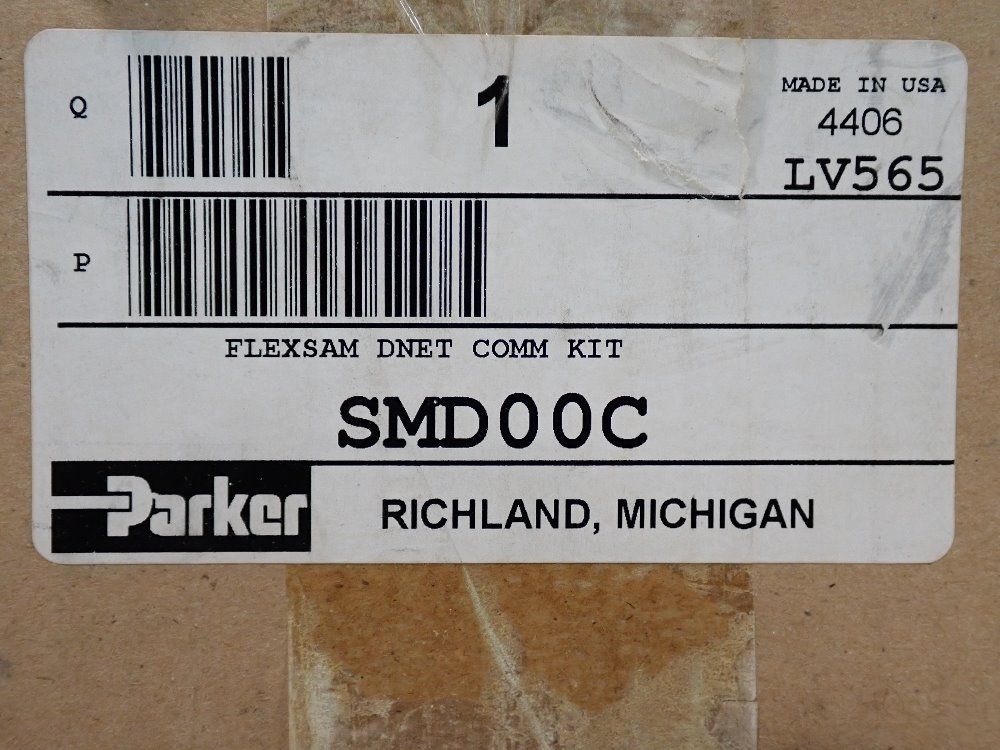 Q
1
MADE IN USA
4406
LV565
P
FLEXSAM DNET COMM KIT
SMD00C
Parker
RICHLAND, MICHIGAN